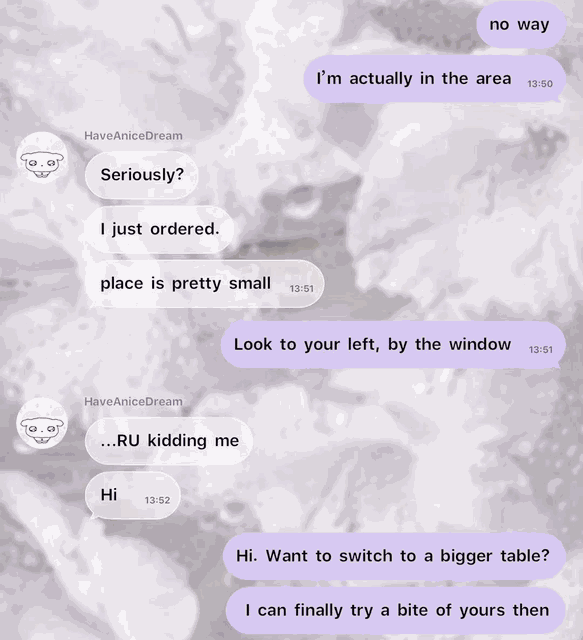 no way
I'm actually in the area 13:50
HaveAniceDream
Seriously?
I just ordered.
place is pretty small 13:51
Look to your left, by the window 13:51
HaveAniceDream
...RU kidding me
Hi 13:52
Hi. Want to switch to a bigger table?
I can finally try a bite of yours then